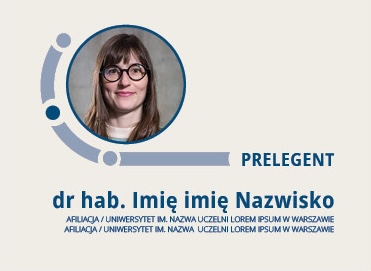 PRELEGENT
dr hab. Imię imię Nazwisko
AFILIACJA / UNIWERSYTET IM. NAZWA UCZELNI LOREM IPSUM W WARSZAWIE
AFILIACJA / UNIWERSYTET IM. NAZWA UCZELNI LOREM IPSUM W WARSZAWIE